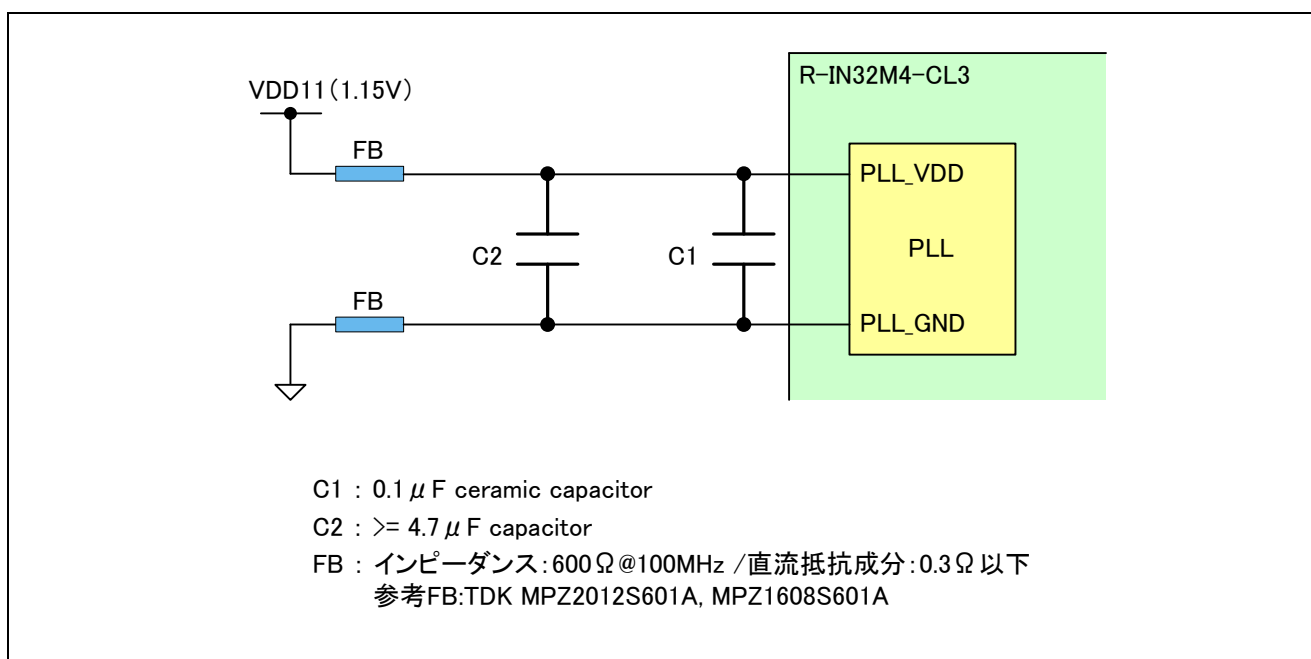 R-IN32M4-CL3
VDD11(1.15V)
FB
PLL_VDD
C2
C1
PLL
FB
PLL_GND
C1 : 0.1μF ceramic capacitor
C2 : >= 4.7μF capacitor
FB : インピーダンス:600Ω@100MHz /直流抵抗成分:0.3Ω以下
参考FB:TDK MPZ2012S601A, MPZ1608S601A